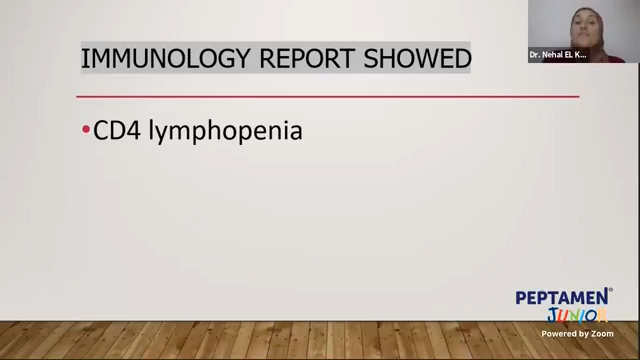 Dr. Nehal EL K...
IMMUNOLOGY REPORT SHOWED
•CD4 lymphopenia
PEPTAMEN®
JUNIOR
Powered by Zoom